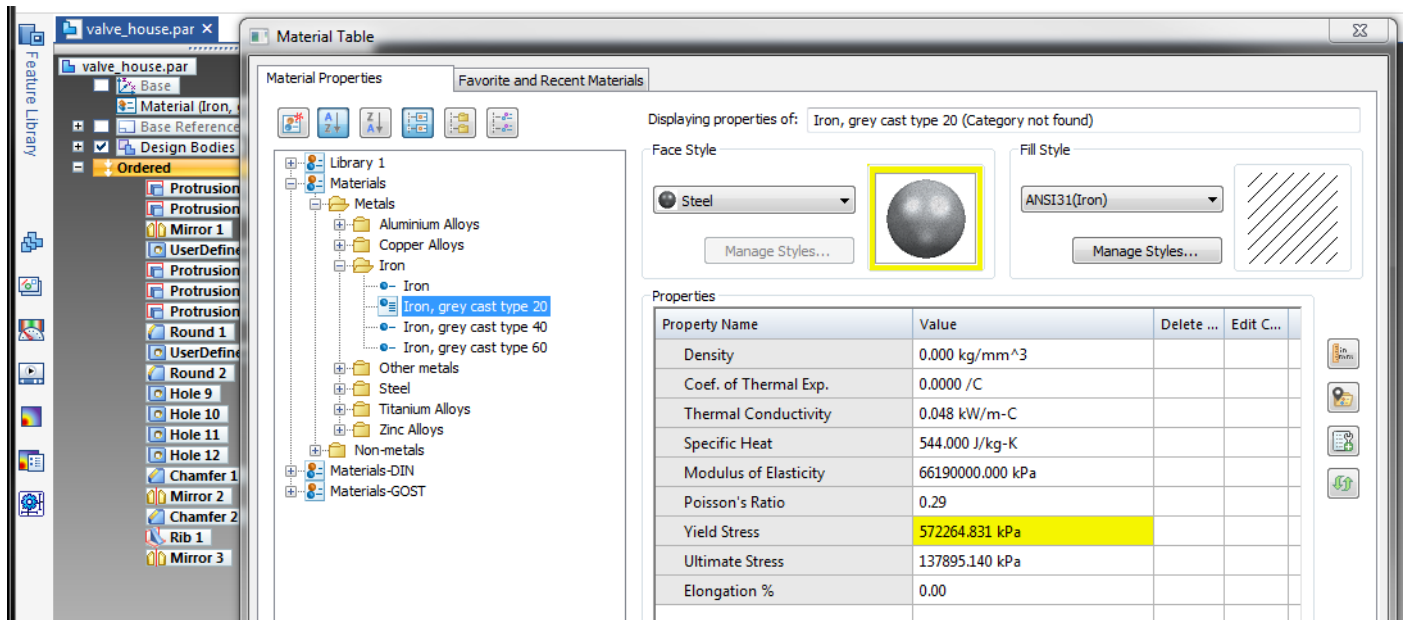 valve_house.par
Feature Library
valve_house.par
Base
Material (Iron,
Base Reference
Design Bodies
Ordered
Protrusion
Protrusion
Mirror 1
UserDefine
Protrusion
Protrusion
Protrusion
Round 1
UserDefine
Round 2
Hole 9
Hole 10
Hole 11
Hole 12
Chamfer 1
Mirror 2
Chamfer 2
Rib 1
Mirror 3
Material Table
Material Properties
Favorite and Recent Materials
Library 1
Materials
Metals
Aluminium Alloys
Copper Alloys
Iron
Iron
Iron, grey cast type 20
Iron, grey cast type 40
Iron, grey cast type 60
Other metals
Steel
Titanium Alloys
Zinc Alloys
Non-metals
Materials-DIN
Materials-GOST
Displaying properties of: Iron, grey cast type 20 (Category not found)
Face Style
Steel
Manage Styles...
Fill Style
ANSI31(Iron)
Manage Styles...
Properties
Property Name Value Delete ... Edit C...
Density 0.000 kg/mm^3
Coef. of Thermal Exp. 0.0000 /C
Thermal Conductivity 0.048 kW/m-C
Specific Heat 544.000 J/kg-K
Modulus of Elasticity 66190000.000 kPa
Poisson's Ratio 0.29
Yield Stress 572264.831 kPa
Ultimate Stress 137895.140 kPa
Elongation % 0.00